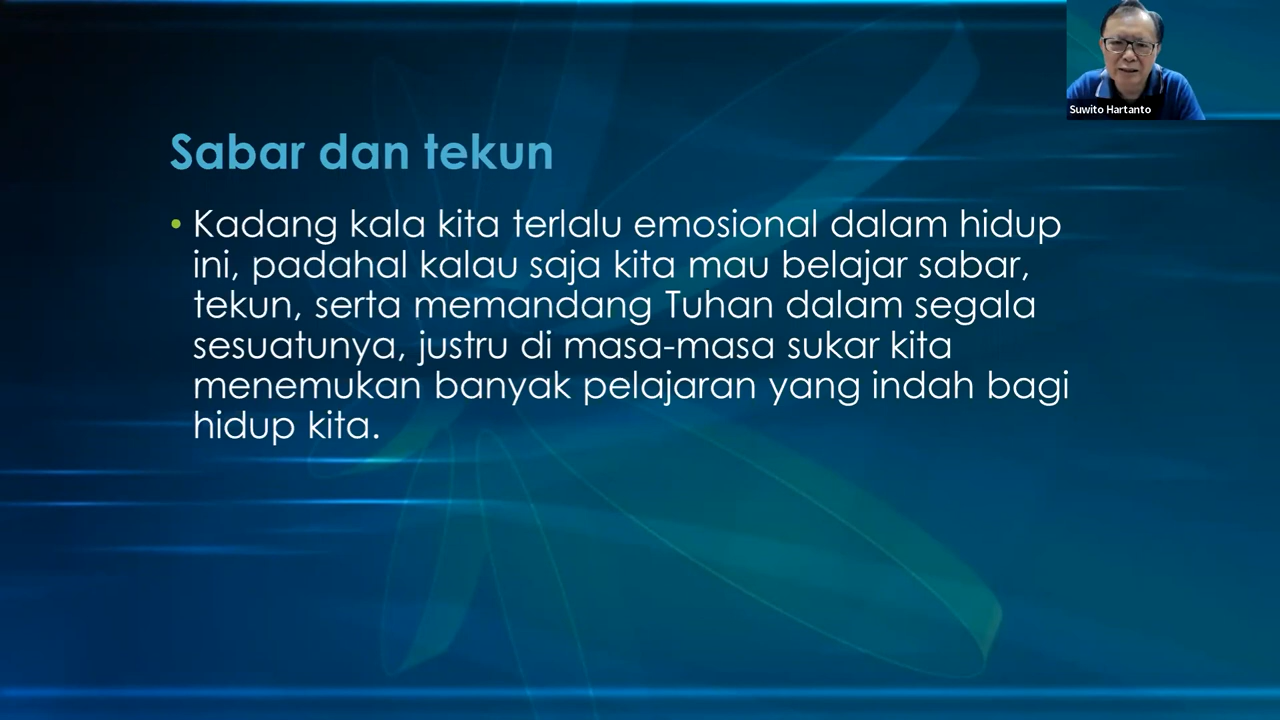 Suwito Hartanto
Sabar dan tekun
• Kadang kala kita terlalu emosional dalam hidup
ini, padahal kalau saja kita mau belajar sabar,
tekun, serta memandang Tuhan dalam segala
sesuatunya, justru di masa-masa sukar kita
menemukan banyak pelajaran yang indah bagi
hidup kita.